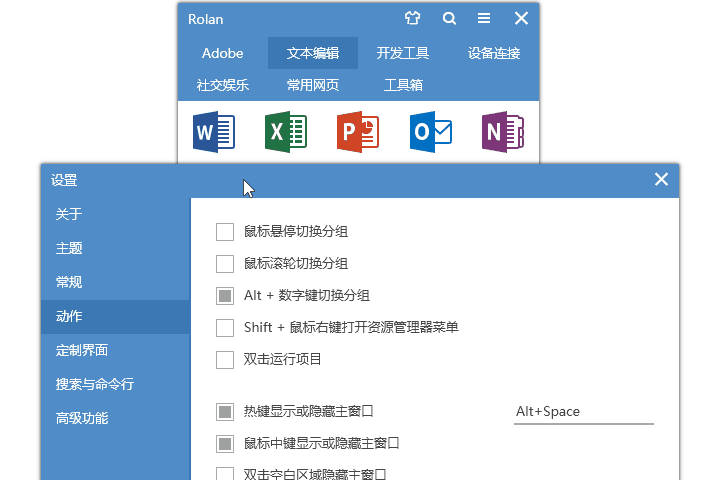 Rolan
Adobe 文本编辑 开发工具 设备连接
社交娱乐 常用网页 工具箱
W X P O N
设置
关于
主题
常规
动作
定制界面
搜索与命令行
高级功能
鼠标悬停切换分组
鼠标滚轮切换分组
Alt + 数字键切换分组
Shift + 鼠标右键打开资源管理器菜单
双击运行项目
热键显示或隐藏主窗口 Alt+Space
鼠标中键显示或隐藏主窗口
双击空白区域隐藏主窗口